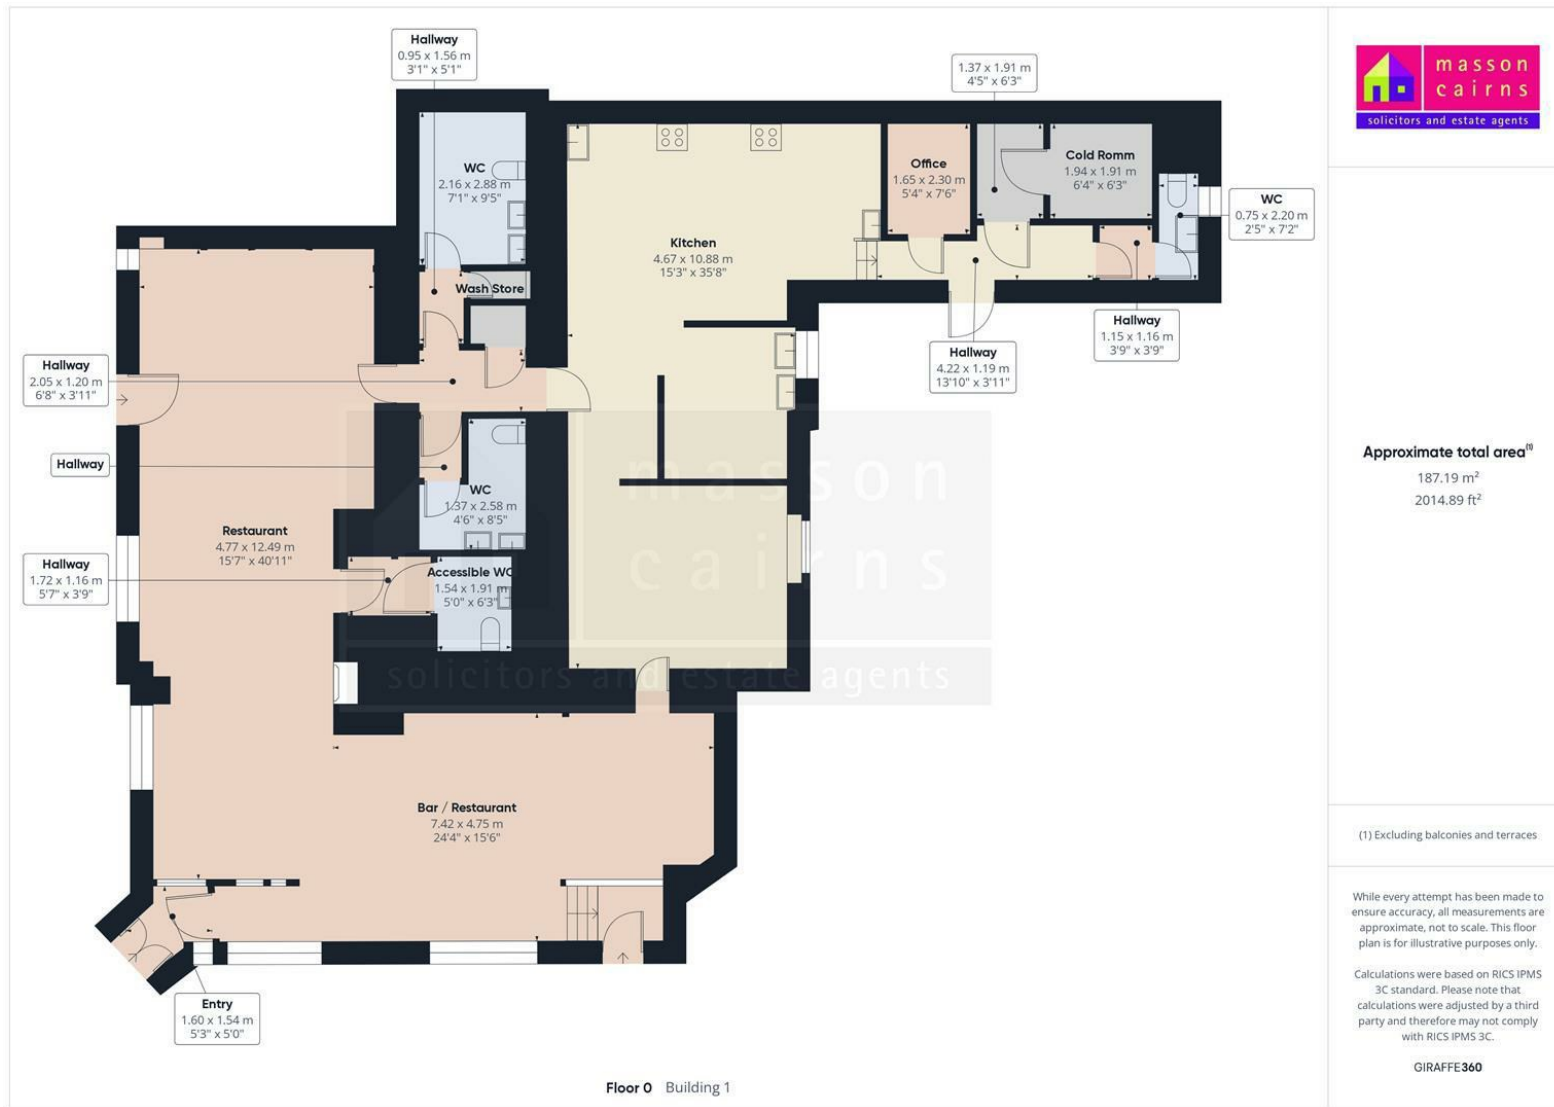 Hallway
0.95 x 1.56 m
3'1" x 5'1"
1.37 x 1.91 m
4'5" x 6'3"
WC
2.16 x 2.88 m
7'1" x 9'5"
Office
1.65 x 2.30 m
5'4" x 7'6"
Cold Romm
1.94 x 1.91 m
6'4" x 6'3"
WC
0.75 x 2.20 m
2'5" x 7'2"
Kitchen
4.67 x 10.88 m
15'3" x 35'8"
Wash Store
Hallway
1.15 x 1.16 m
3'9" x 3'9"
Hallway
4.22 x 1.19 m
13'10" x 3'11"
Hallway
2.05 x 1.20 m
6'8" x 3'11"
Hallway
WC
1.37 x 2.58 m
4'6" x 8'5"
Restaurant
4.77 x 12.49 m
15'7" x 40'11"
Hallway
1.72 x 1.16 m
5'7" x 3'9"
Accessible WC
1.54 x 1.91 m
5'0" x 6'3"
masson
cairns
solicitors and estate agents
Bar / Restaurant
7.42 x 4.75 m
24'4" x 15'6"
Entry
1.60 x 1.54 m
5'3" x 5'0"
Floor 0 Building 1
masson
cairns
solicitors and estate agents
Approximate total area(1)
187.19 m²
2014.89 ft²
(1) Excluding balconies and terraces
While every attempt has been made to
ensure accuracy, all measurements are
approximate, not to scale. This floor
plan is for illustrative purposes only.
Calculations were based on RICS IPMS
3C standard. Please note that
calculations were adjusted by a third
party and therefore may not comply
with RICS IPMS 3C.
GIRAFFE360